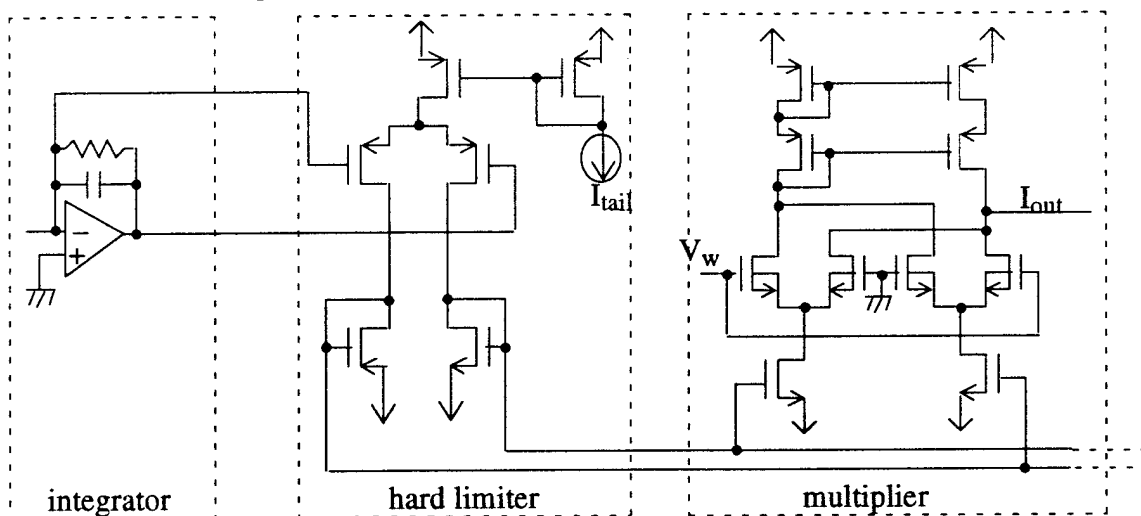 I_tail
I_out
V_w
−
+
integrator
hard limiter
multiplier